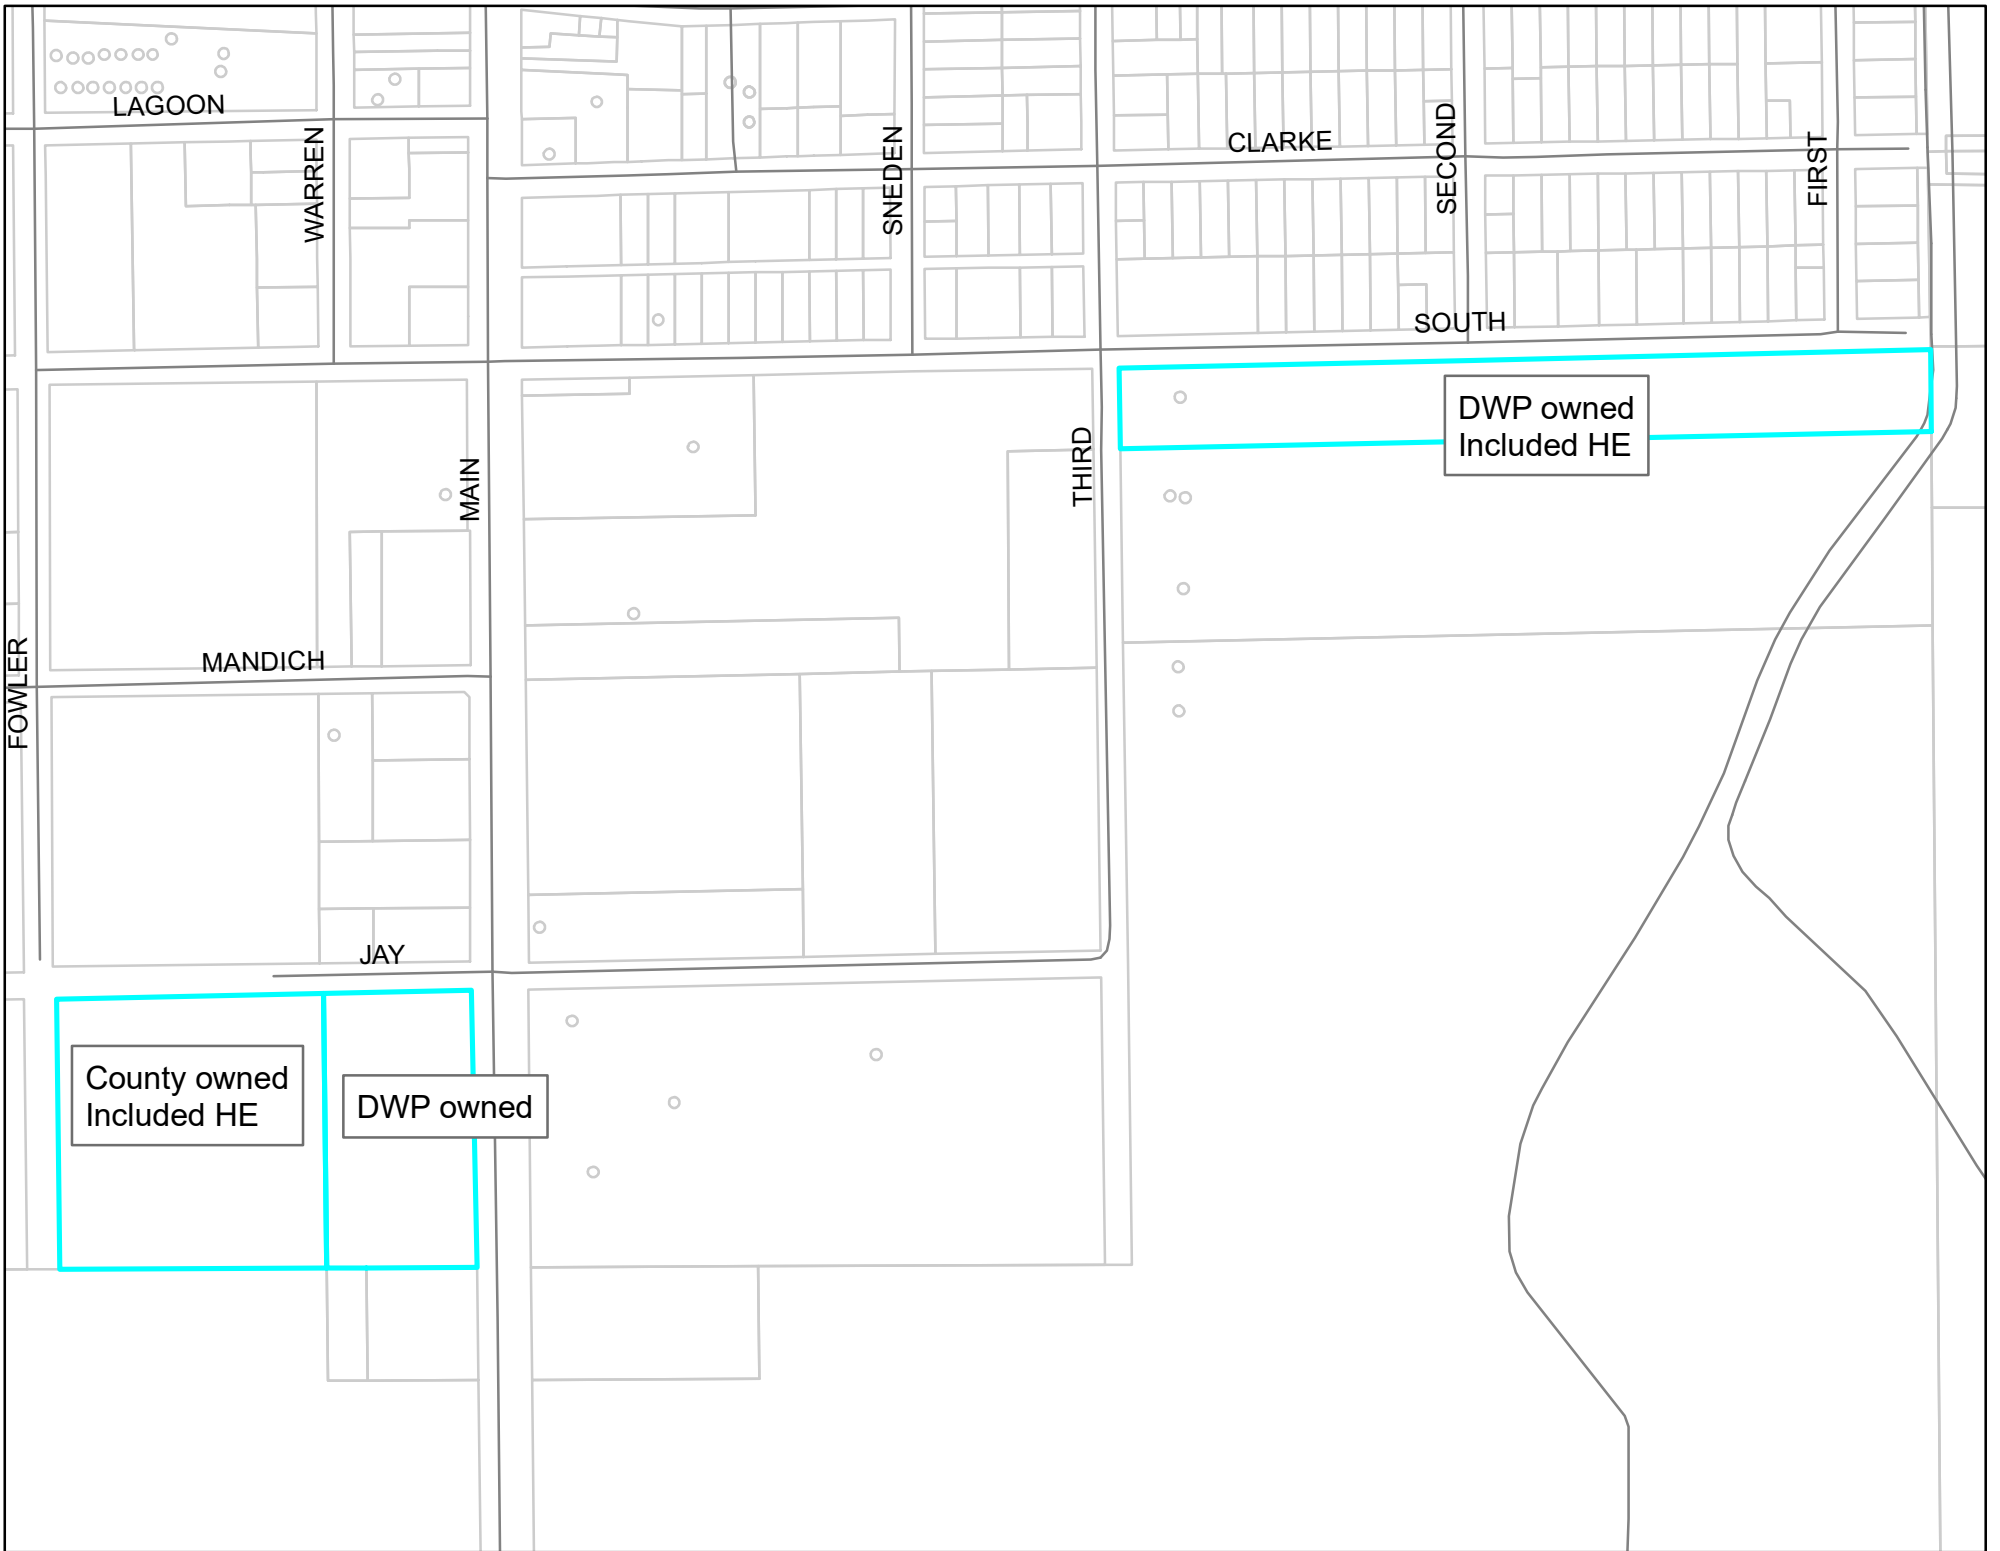 LAGOON
WARREN
SNEDEN
CLARKE
SECOND
FIRST
SOUTH
DWP owned
Included HE
MAIN
THIRD
FOWLER
MANDICH
JAY
County owned
Included HE
DWP owned